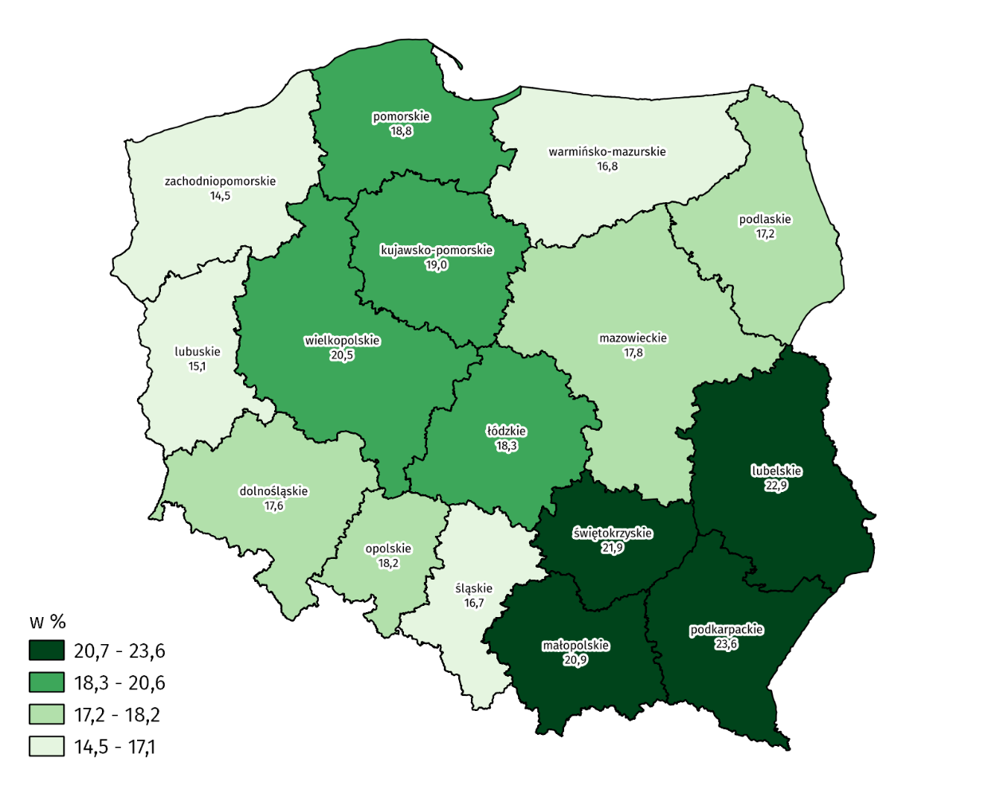 pomorskie
18,8
warmińsko-mazurskie
16,8
zachodniopomorskie
14,5
podlaskie
17,2
kujawsko-pomorskie
19,0
wielkopolskie
20,5
mazowieckie
17,8
lubuskie
15,1
łódzkie
18,3
lubelskie
22,9
dolnośląskie
17,6
świętokrzyskie
21,9
opolskie
18,2
śląskie
16,7
podkarpackie
23,6
małopolskie
20,9
w %
20,7 - 23,6
18,3 - 20,6
17,2 - 18,2
14,5 - 17,1